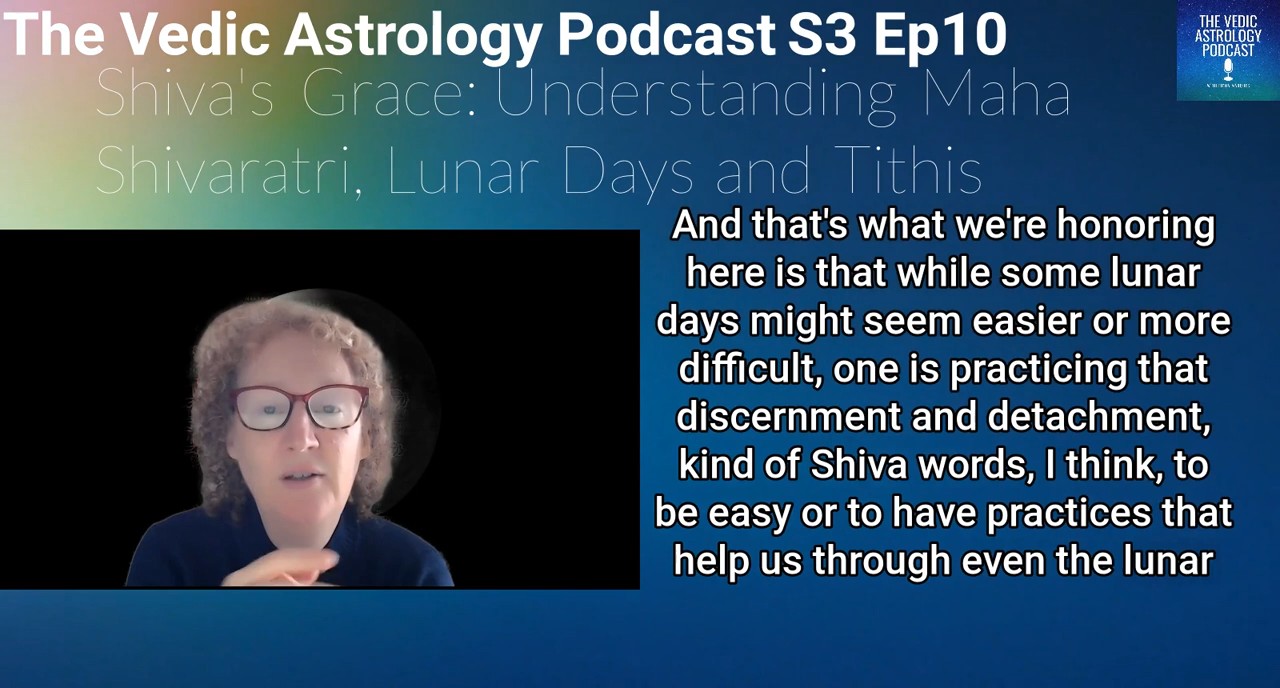 The Vedic Astrology Podcast S3 Ep10
Shiva's Grace: Understanding Maha
Shivaratri, Lunar Days and Tithis
THE VEDIC
ASTROLOGY
PODCAST
And that's what we're honoring
here is that while some lunar
days might seem easier or more
difficult, one is practicing that
discernment and detachment,
kind of Shiva words, I think, to
be easy or to have practices that
help us through even the lunar